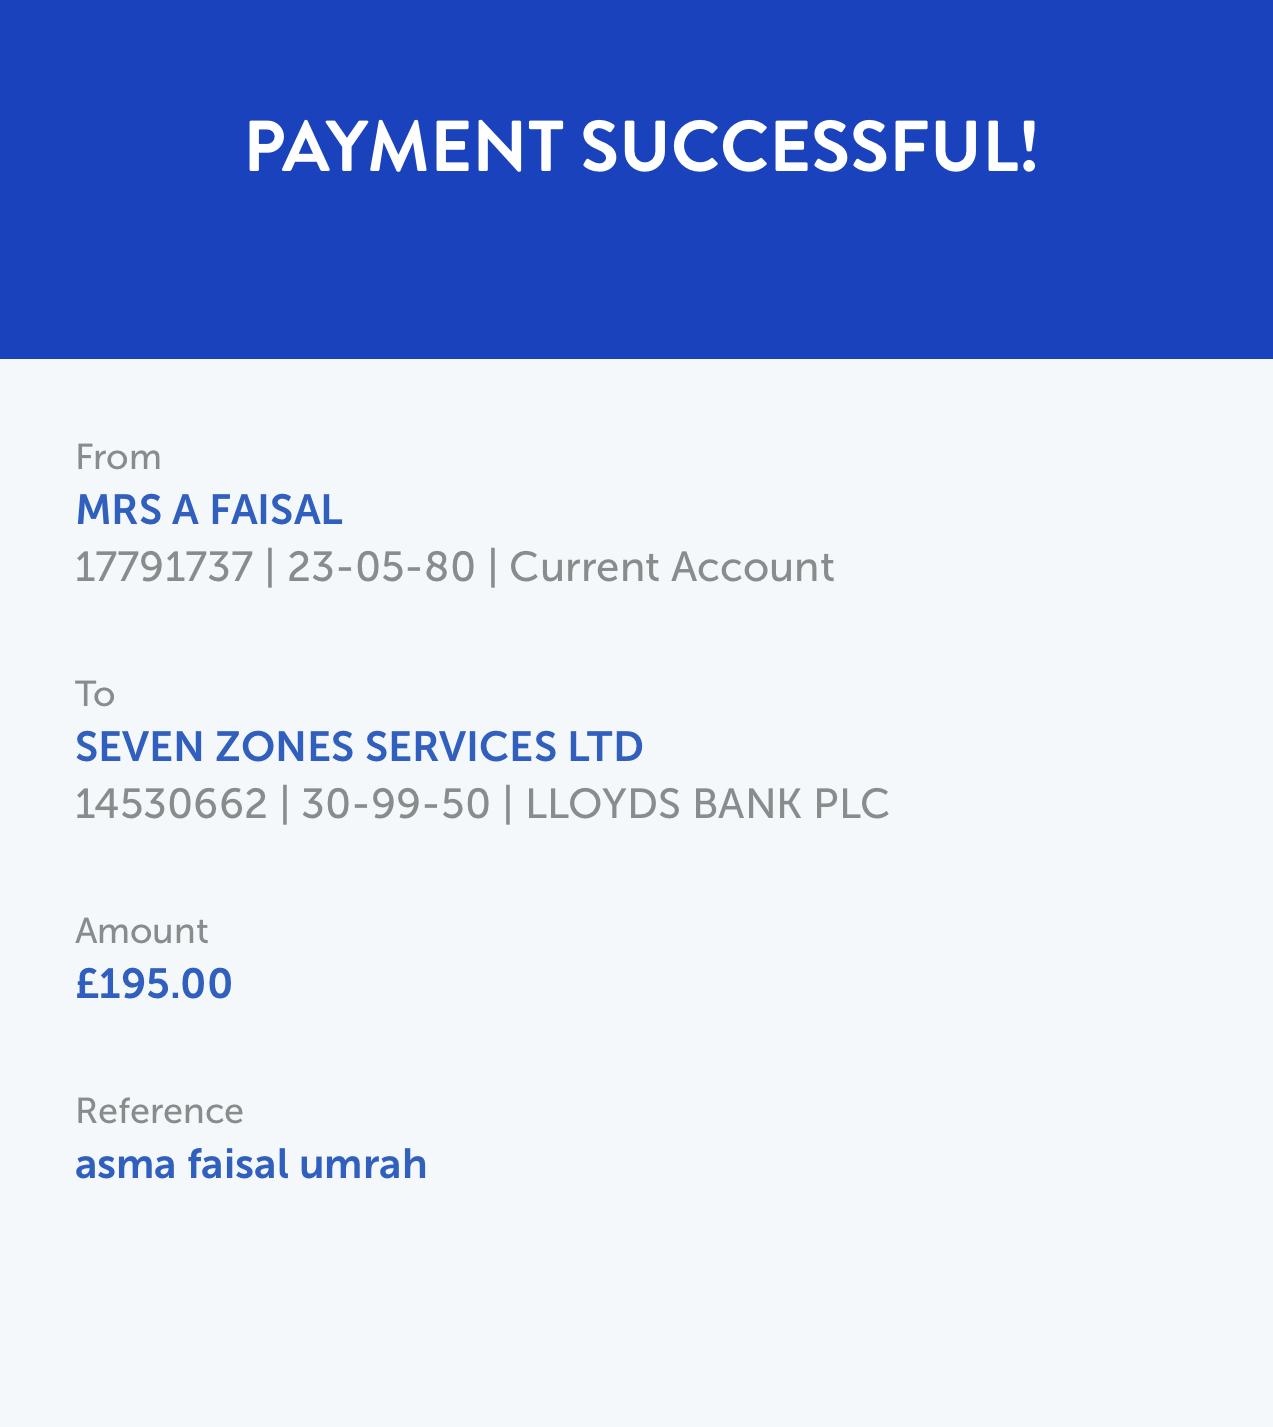 PAYMENT SUCCESSFUL!
From
MRS A FAISAL
17791737 | 23-05-80 | Current Account
To
SEVEN ZONES SERVICES LTD
14530662 | 30-99-50 | LLOYDS BANK PLC
Amount
£195.00
Reference
asma faisal umrah